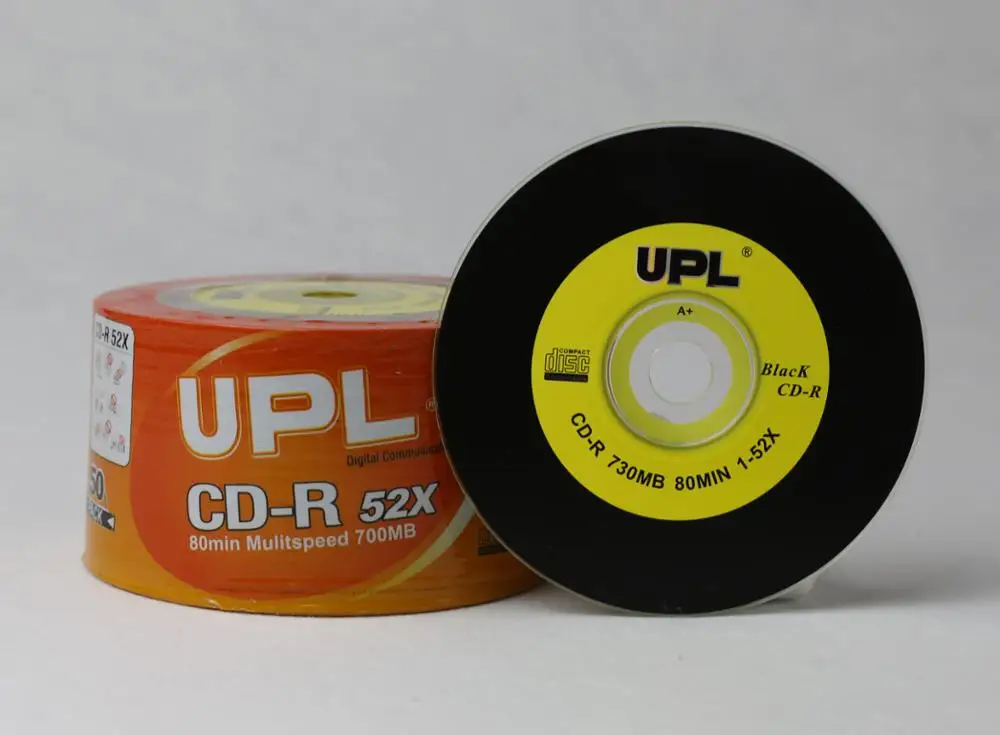 CD-R 52X
UPL
Digital
CD-R 52X
80min Mulitspeed 700MB
50
UPL®
A+
COMPACT
disc
BlacK
CD-R
CD-R 730MB 80MIN 1-52X